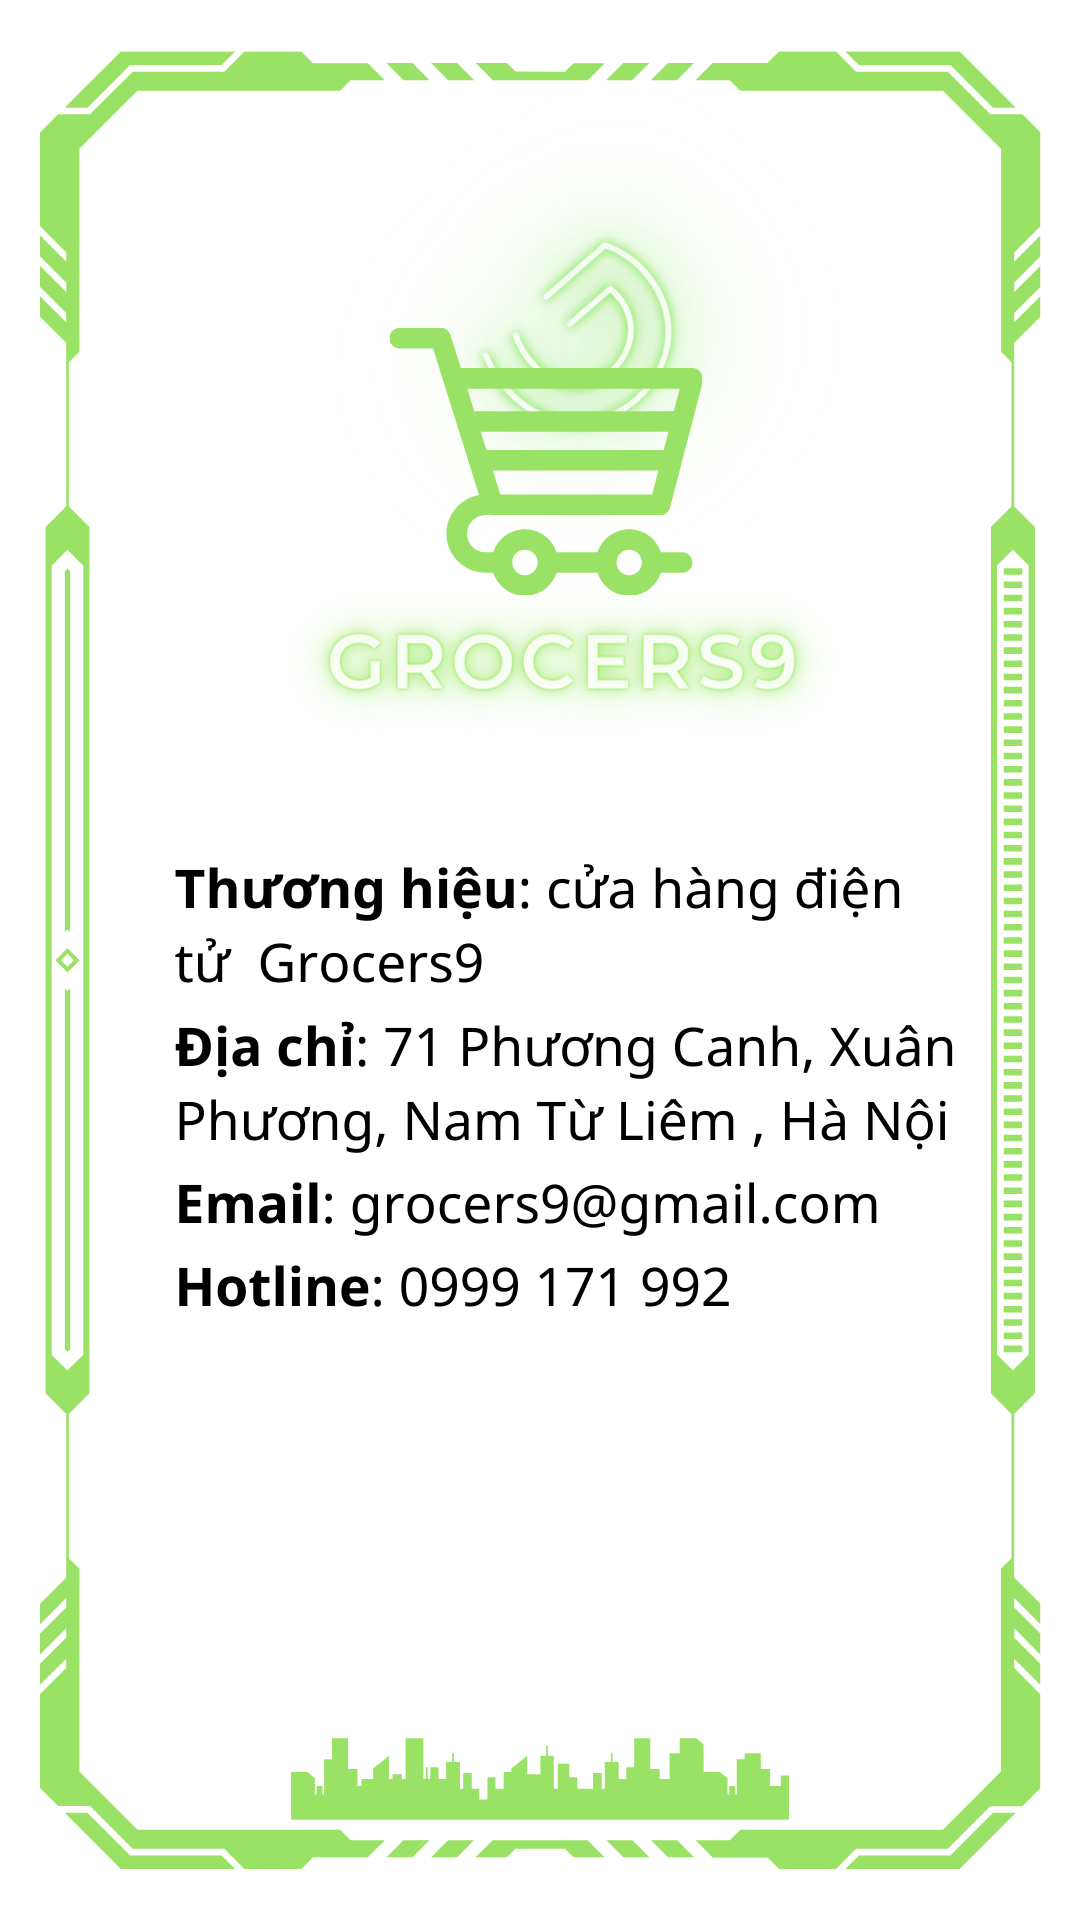 GROCERS9
Thương hiệu: cửa hàng điện
tử  Grocers9
Địa chỉ: 71 Phương Canh, Xuân
Phương, Nam Từ Liêm , Hà Nội
Email: grocers9@gmail.com
Hotline: 0999 171 992